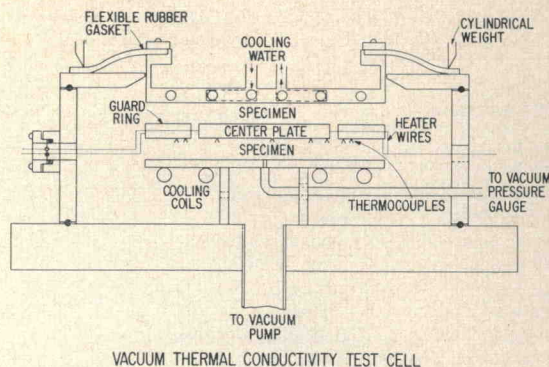 FLEXIBLE RUBBER
GASKET
COOLING
WATER
CYLINDRICAL
WEIGHT
SPECIMEN
GUARD
RING
CENTER PLATE
HEATER
WIRES
SPECIMEN
COOLING
COILS
THERMOCOUPLES
TO VACUUM
PRESSURE
GAUGE
TO VACUUM
PUMP
VACUUM THERMAL CONDUCTIVITY TEST CELL